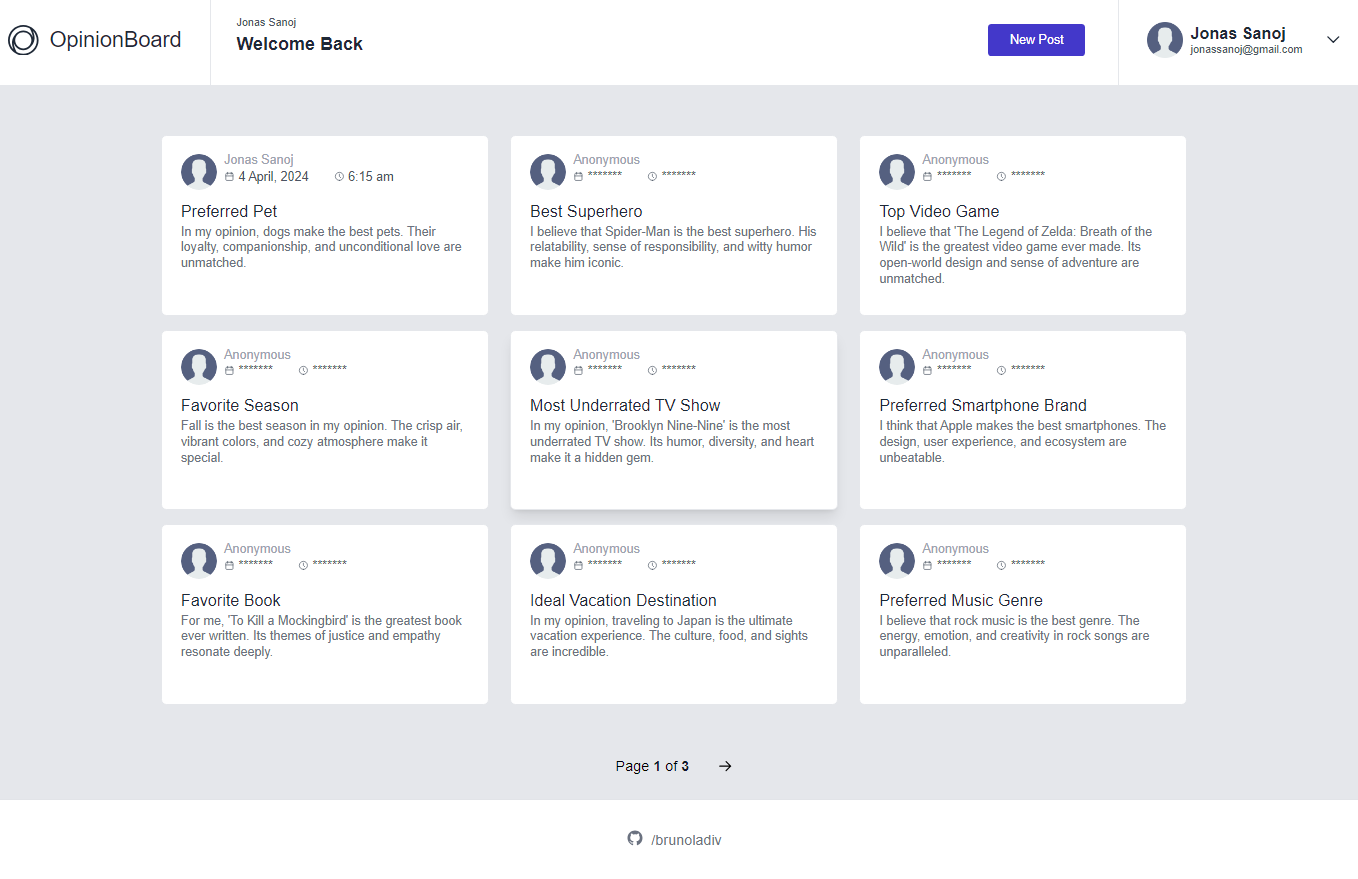 OpinionBoard
Jonas Sanoj
Welcome Back
New Post
Jonas Sanoj
jonassanoj@gmail.com
Jonas Sanoj
4 April, 2024 6:15 am
Preferred Pet
In my opinion, dogs make the best pets. Their
loyalty, companionship, and unconditional love are
unmatched.
Anonymous
******* *******
Best Superhero
I believe that Spider-Man is the best superhero. His
relatability, sense of responsibility, and witty humor
make him iconic.
Anonymous
******* *******
Top Video Game
I believe that 'The Legend of Zelda: Breath of the
Wild' is the greatest video game ever made. Its
open-world design and sense of adventure are
unmatched.
Anonymous
******* *******
Favorite Season
Fall is the best season in my opinion. The crisp air,
vibrant colors, and cozy atmosphere make it
special.
Anonymous
******* *******
Most Underrated TV Show
In my opinion, 'Brooklyn Nine-Nine' is the most
underrated TV show. Its humor, diversity, and heart
make it a hidden gem.
Anonymous
******* *******
Preferred Smartphone Brand
I think that Apple makes the best smartphones. The
design, user experience, and ecosystem are
unbeatable.
Anonymous
******* *******
Favorite Book
For me, 'To Kill a Mockingbird' is the greatest book
ever written. Its themes of justice and empathy
resonate deeply.
Anonymous
******* *******
Ideal Vacation Destination
In my opinion, traveling to Japan is the ultimate
vacation experience. The culture, food, and sights
are incredible.
Anonymous
******* *******
Preferred Music Genre
I believe that rock music is the best genre. The
energy, emotion, and creativity in rock songs are
unparalleled.
Page 1 of 3
/brunoladiv